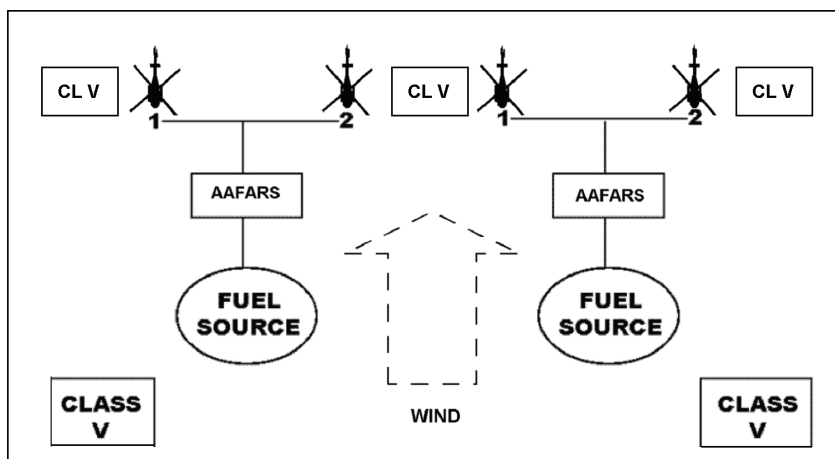 CL V
CL V
CL V
1
2
1
2
AAFARS
AAFARS
FUEL
SOURCE
FUEL
SOURCE
WIND
CLASS
V
CLASS
V